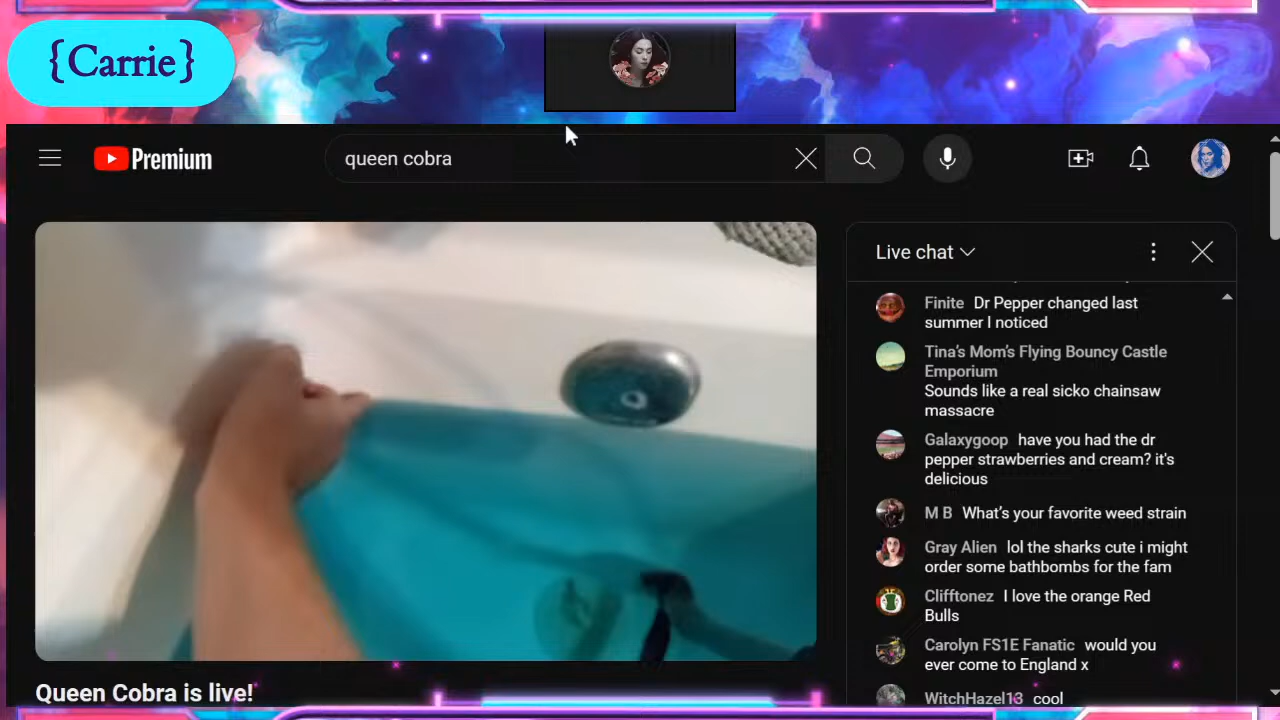 {Carrie}
Premium
queen cobra
Live chat
Finite Dr Pepper changed last
summer I noticed
Tina's Mom's Flying Bouncy Castle
Emporium
Sounds like a real sicko chainsaw
massacre
Galaxygoop have you had the dr
pepper strawberries and cream? it's
delicious
M B What's your favorite weed strain
Gray Alien lol the sharks cute i might
order some bathbombs for the fam
Clifftonez I love the orange Red
Bulls
Carolyn FS1E Fanatic would you
ever come to England x
WitchHazel13 cool
Queen Cobra is live!